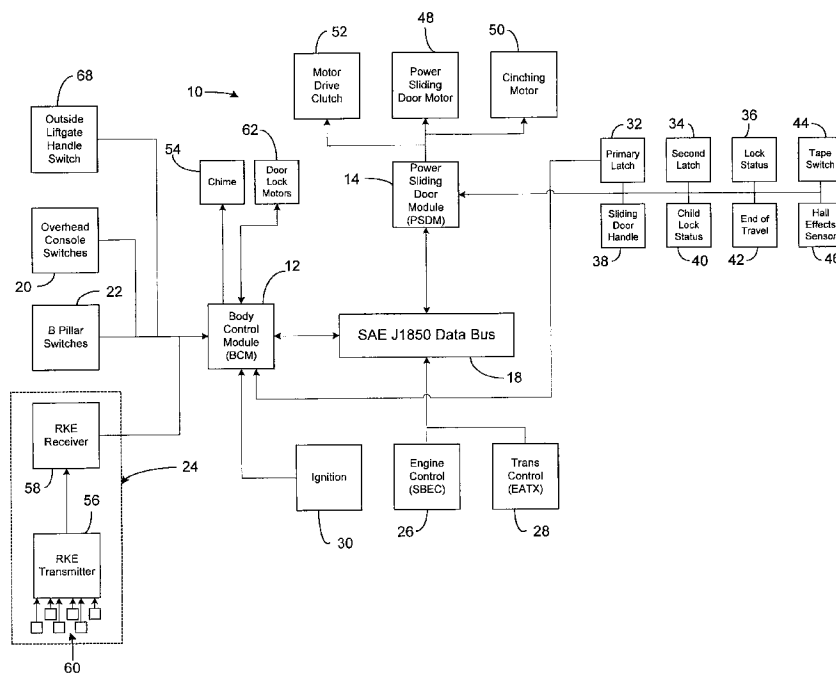 52
48
50
Motor
Drive
Clutch
Power
Sliding
Door Motor
Cinching
Motor
10
68
Outside
Liftgate
Handle
Switch
54
62
Chime
Door
Lock
Motors
14
Power
Sliding
Door
Module
(PSDM)
32
34
36
44
Primary
Latch
Second
Latch
Lock
Status
Tape
Switch
Sliding
Door
Handle
Child
Lock
Status
End of
Travel
Hall
Effects
Sensor
38
40
42
46
Overhead
Console
Switches
20
22
B Pillar
Switches
12
Body
Control
Module
(BCM)
SAE J1850 Data Bus
18
RKE
Receiver
58
24
56
RKE
Transmitter
60
Ignition
30
Engine
Control
(SBEC)
26
Trans
Control
(EATX)
28